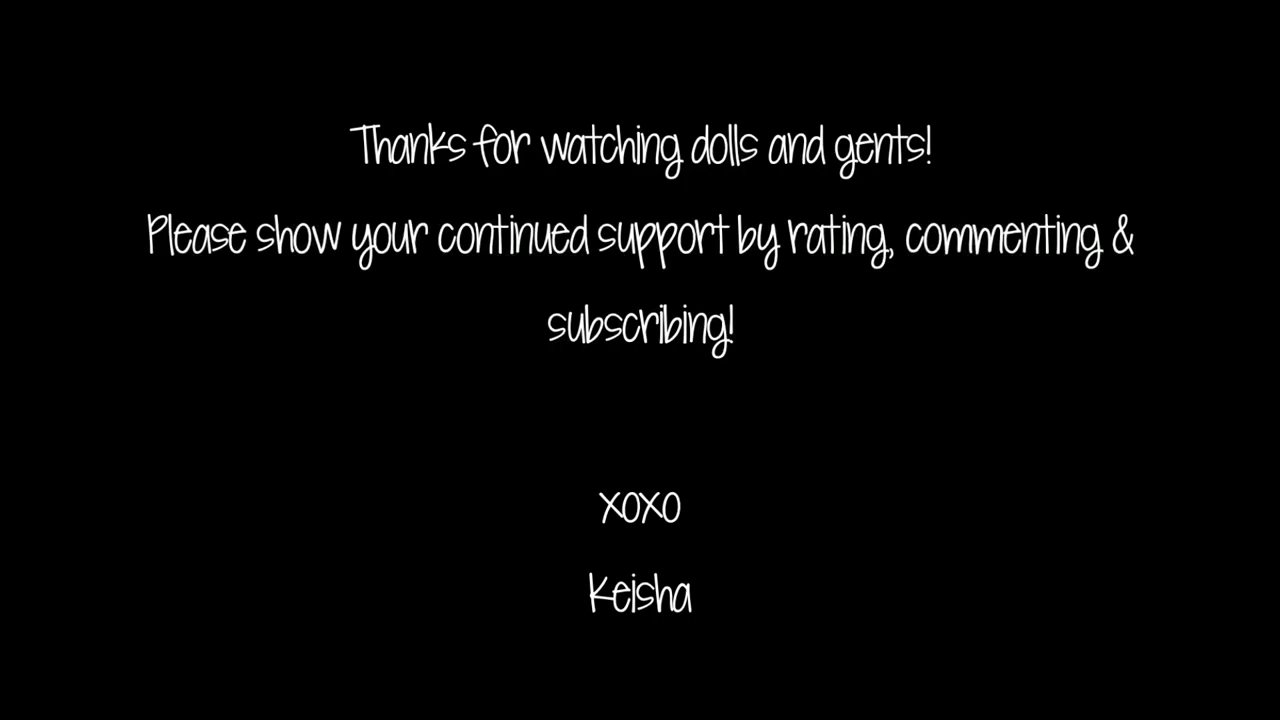 Thanks for watching dolls and gents!
Please show your continued support by rating, commenting &
subscribing!
xoxo
Keisha